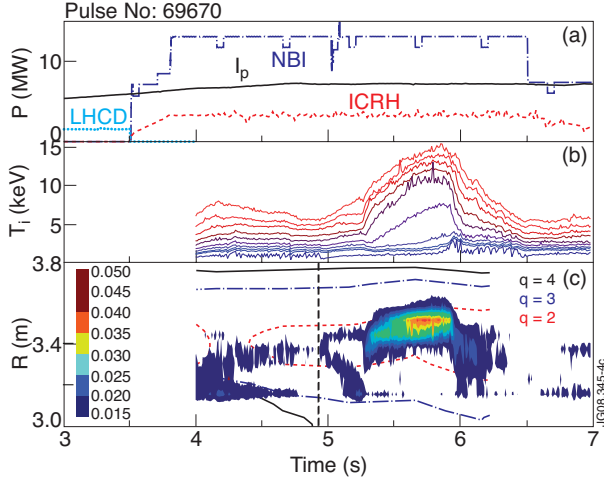 Pulse No: 69670
(a)
10
P (MW)
NBI
Ip
ICRH
LHCD
0
15
(b)
10
Ti (keV)
5
3.8
(c)
0.050
0.045
0.040
0.035
0.030
0.025
0.020
0.015
q = 4
q = 3
q = 2
R (m)
3.4
3.0
3 4 5 6 7
Time (s)
JG08.345-4c